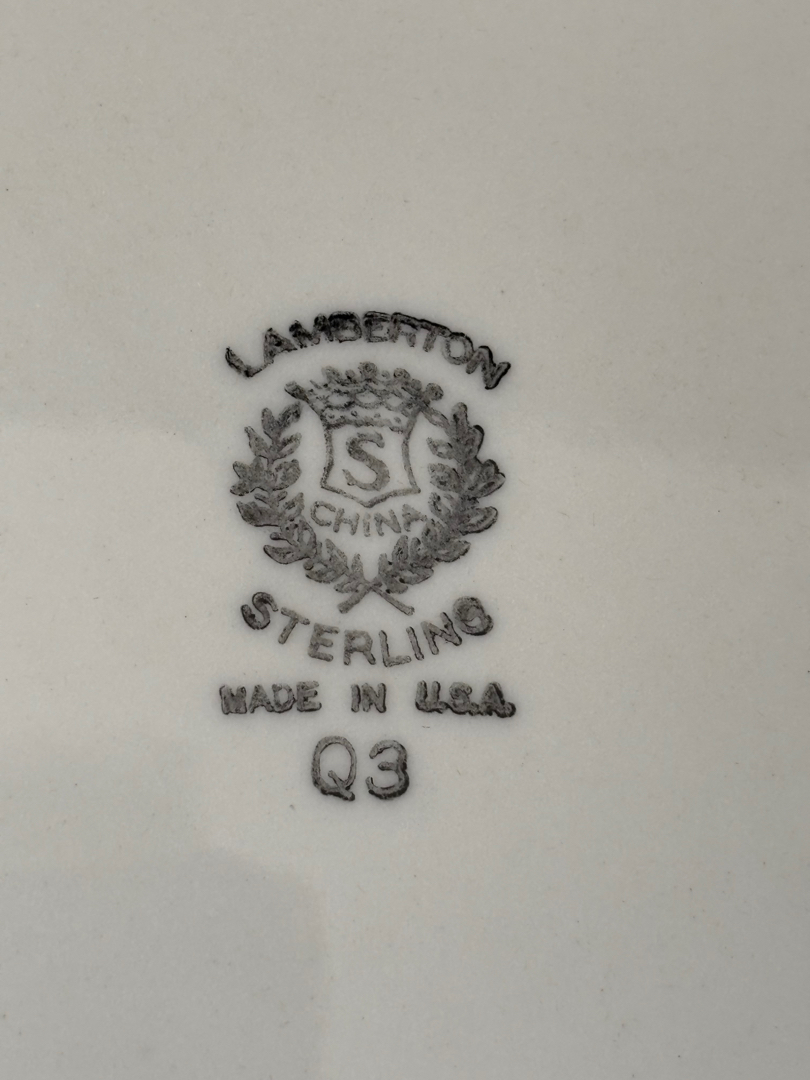 LAMBERTON
S
CHINA
STERLING
MADE IN U.S.A.
Q3